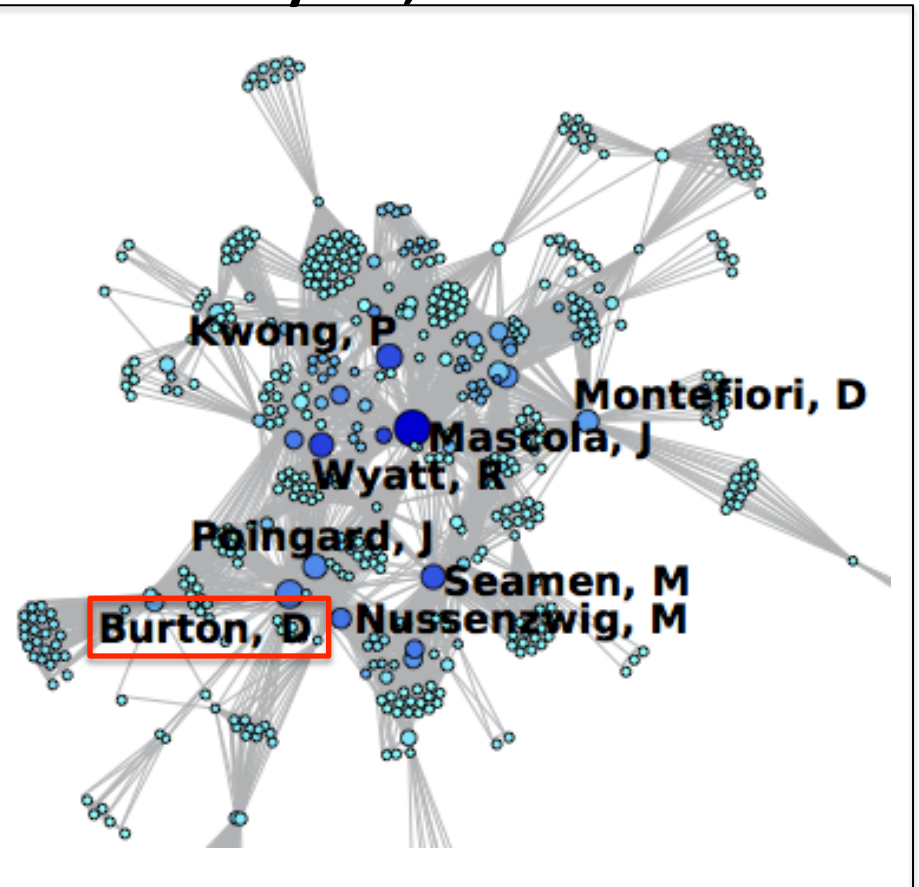 Kwong, P
Montefiori, D
Mascola, J
Wyatt, R
Poingard, J
Seamen, M
Nussenzwig, M
Burton, D